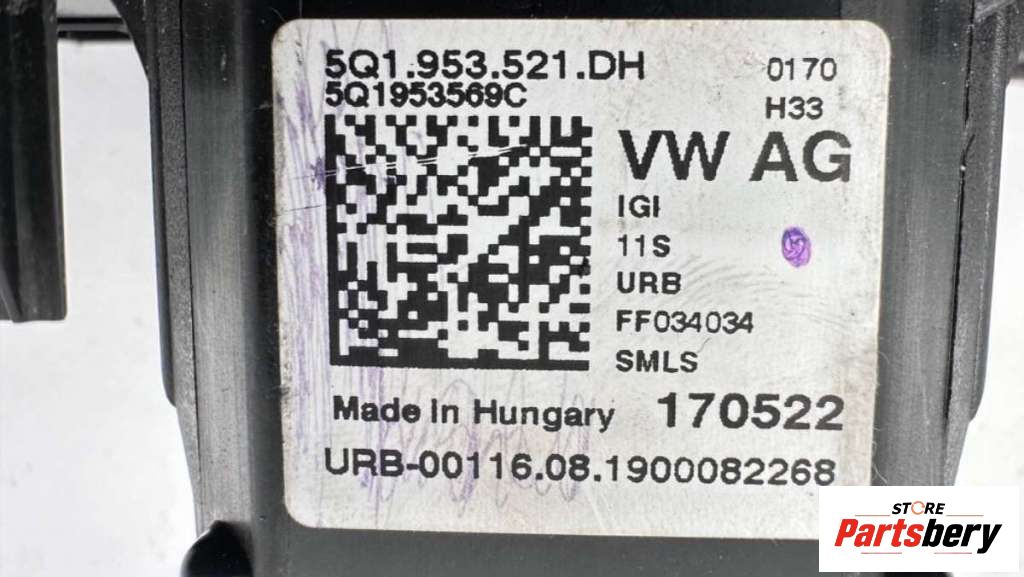 5Q1.953.521.DH 0170
5Q1953569C H33
VW AG
IGI
11S
URB
FF034034
SMLS
Made In Hungary 170522
URB-00116.08.1900082268
STORE
Partsbery